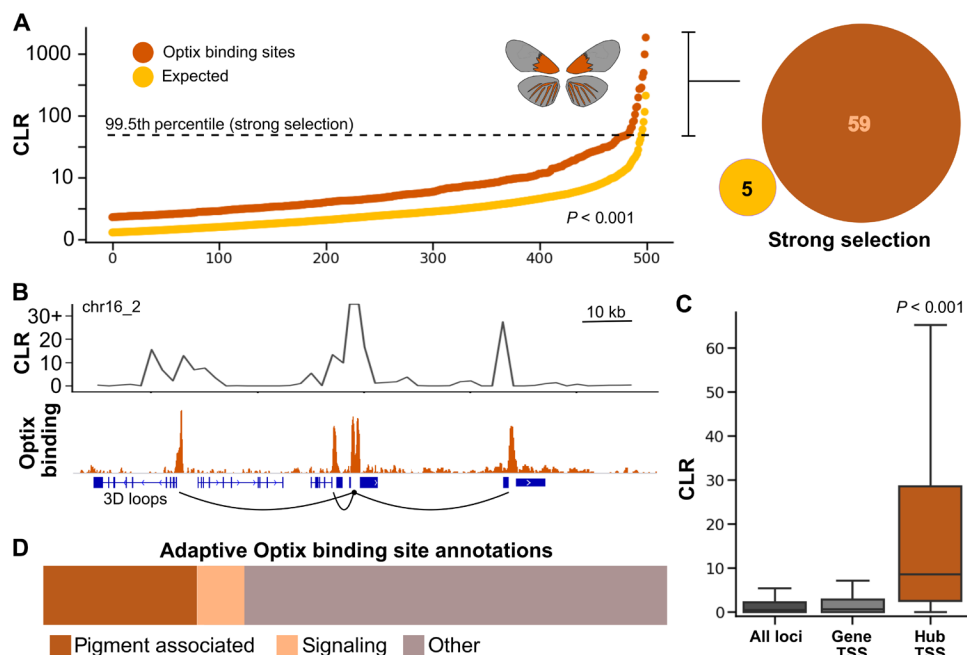 A
CLR
1000
100
10
0
Optix binding sites
Expected
99.5th percentile (strong selection)
P < 0.001
0 100 200 300 400 500
59
5
Strong selection
B
chr16_2
10 kb
CLR
30+
20
10
0
Optix
binding
3D loops
C
P < 0.001
CLR
60
50
40
30
20
10
0
All loci
Gene
TSS
Hub
TSS
D
Adaptive Optix binding site annotations
Pigment associated
Signaling
Other